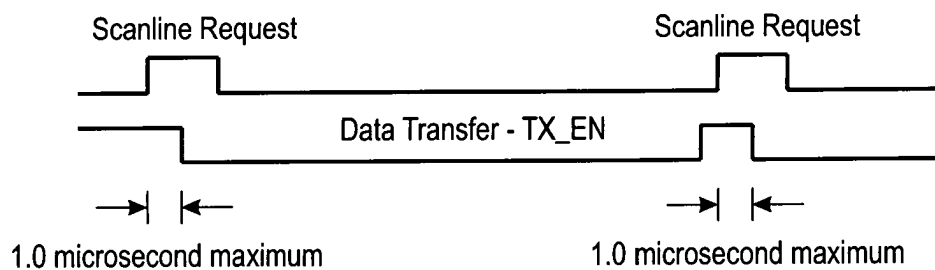 Scanline Request
Scanline Request
Data Transfer - TX_EN
1.0 microsecond maximum
1.0 microsecond maximum